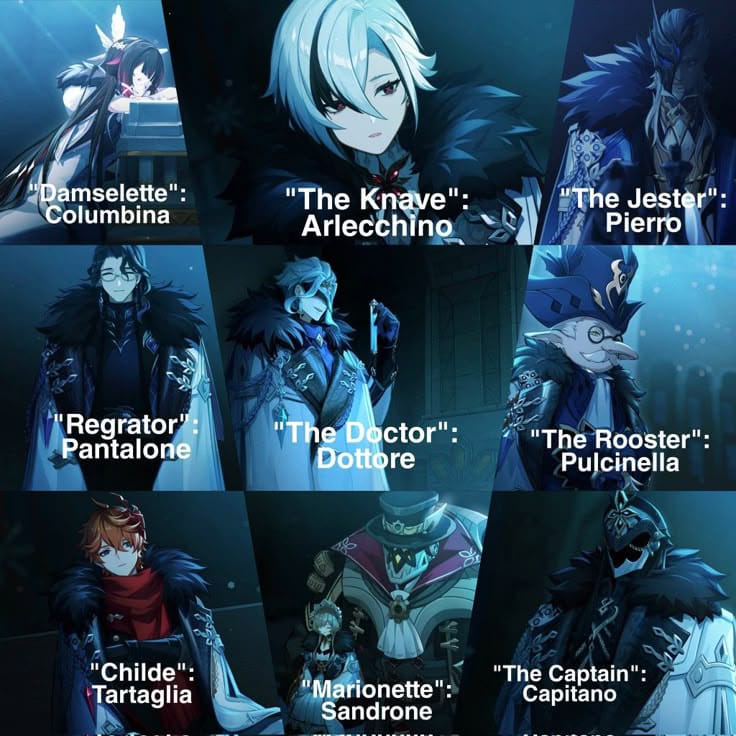 "Damselette":
Columbina
"The Knave":
Arlecchino
"The Jester":
Pierro
"Regrator":
Pantalone
"The Doctor":
Dottore
"The Rooster":
Pulcinella
"Childe":
Tartaglia
"Marionette":
Sandrone
"The Captain":
Capitano